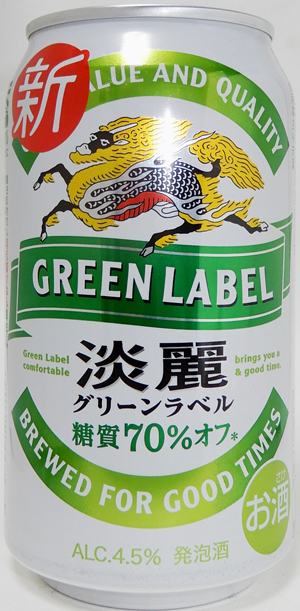 新
VALUE AND QUALITY
GREEN LABEL
Green Label
comfortable
淡麗
brings you a
& good time.
グリーンラベル
糖質70%オフ*
BREWED FOR GOOD TIMES
さけ
お酒
ALC.4.5% 発泡酒